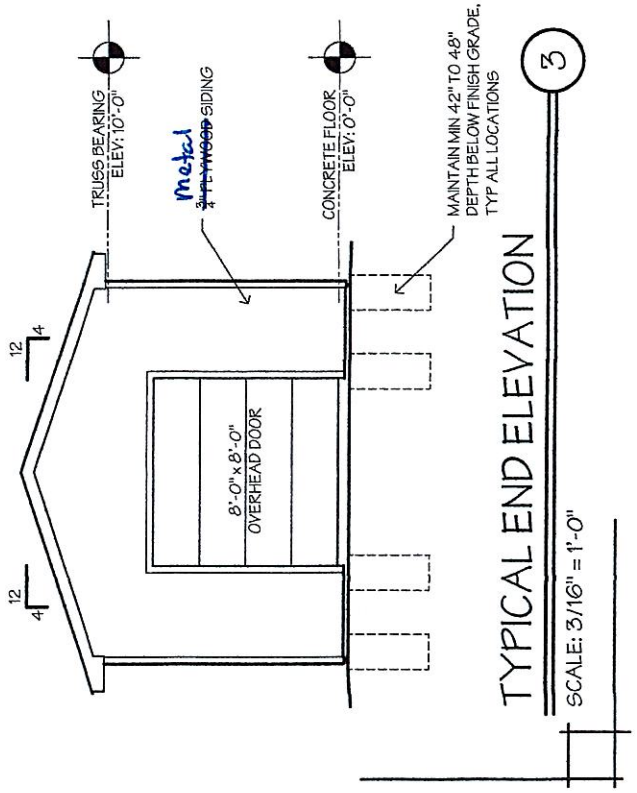 12
4
12
4
TRUSS BEARING
ELEV: 10'-0"
metal
3/4" PLYWOOD SIDING
8'-0" x 8'-0"
OVERHEAD DOOR
CONCRETE FLOOR
ELEV: 0'-0"
MAINTAIN MIN 42" TO 48"
DEPTH BELOW FINISH GRADE,
TYP ALL LOCATIONS
TYPICAL END ELEVATION
3
SCALE: 3/16" = 1'-0"